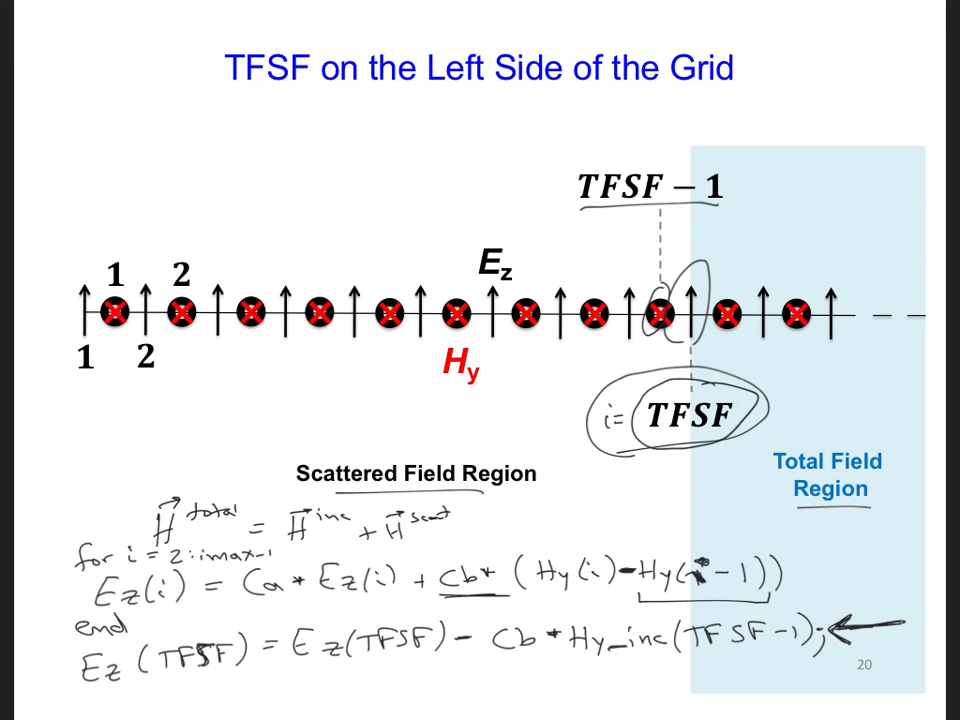 TFSF on the Left Side of the Grid
TFSF − 1
E_z
1 2
1 2
H_y
i = TFSF
Scattered Field Region
Total Field
Region
H^total = H^inc + H^scat
for i = 2:imax-1
Ez(i) = Ca * Ez(i) + Cb * (Hy(i) - Hy(i - 1))
end
Ez(TFSF) = Ez(TFSF) - Cb * Hy_inc(TFSF-1);
20